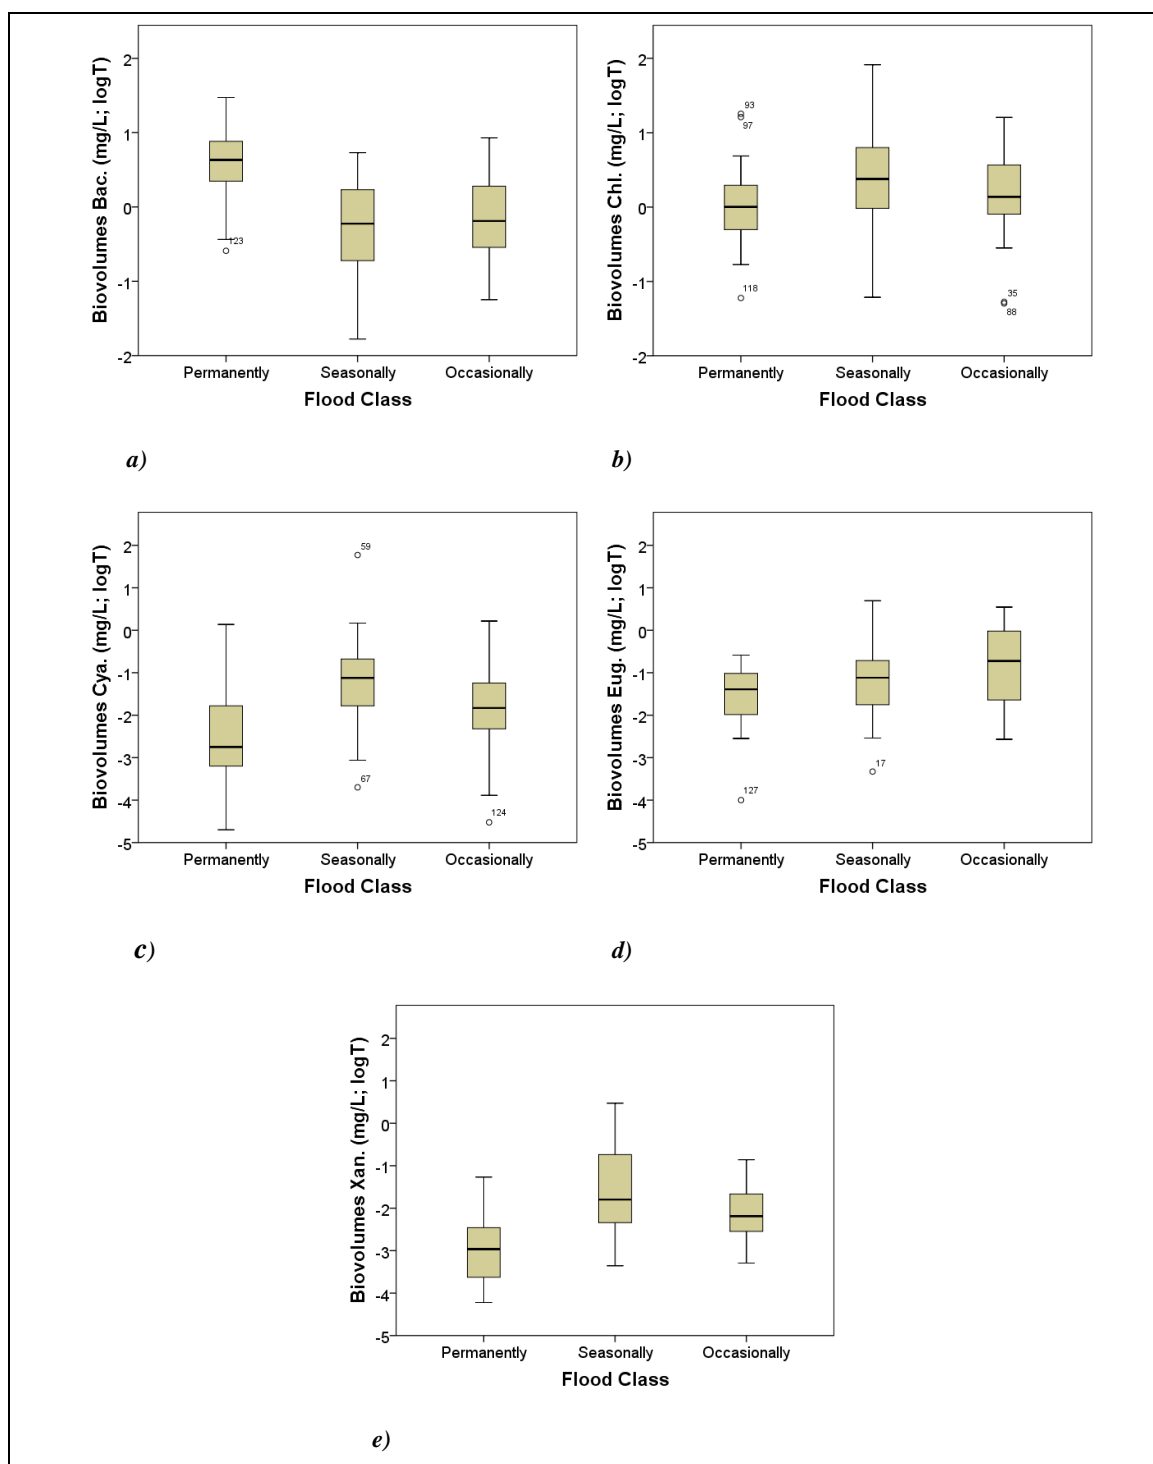 Biovolumes Bac. (mg/L; logT)
2
1
0
-1
-2
123
Permanently Seasonally Occasionally
Flood Class
a)
Biovolumes Chl. (mg/L; logT)
2
1
0
-1
-2
93
97
118
35
88
Permanently Seasonally Occasionally
Flood Class
b)
Biovolumes Cya. (mg/L; logT)
2
1
0
-1
-2
-3
-4
-5
59
67
124
Permanently Seasonally Occasionally
Flood Class
c)
Biovolumes Eug. (mg/L; logT)
2
1
0
-1
-2
-3
-4
-5
127
17
Permanently Seasonally Occasionally
Flood Class
d)
Biovolumes Xan. (mg/L; logT)
2
1
0
-1
-2
-3
-4
-5
Permanently Seasonally Occasionally
Flood Class
e)